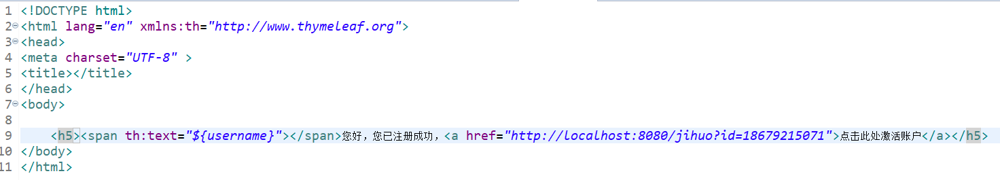 1 <!DOCTYPE html>
2 <html lang="en" xmlns:th="http://www.thymeleaf.org">
3 <head>
4 <meta charset="UTF-8" >
5 <title></title>
6 </head>
7 <body>
8
9 <h5><span th:text="${username}"></span>您好，您已注册成功，<a href="http://localhost:8080/jihuo?id=18679215071">点击此处激活账户</a></h5>
10 </body>
11 </html>